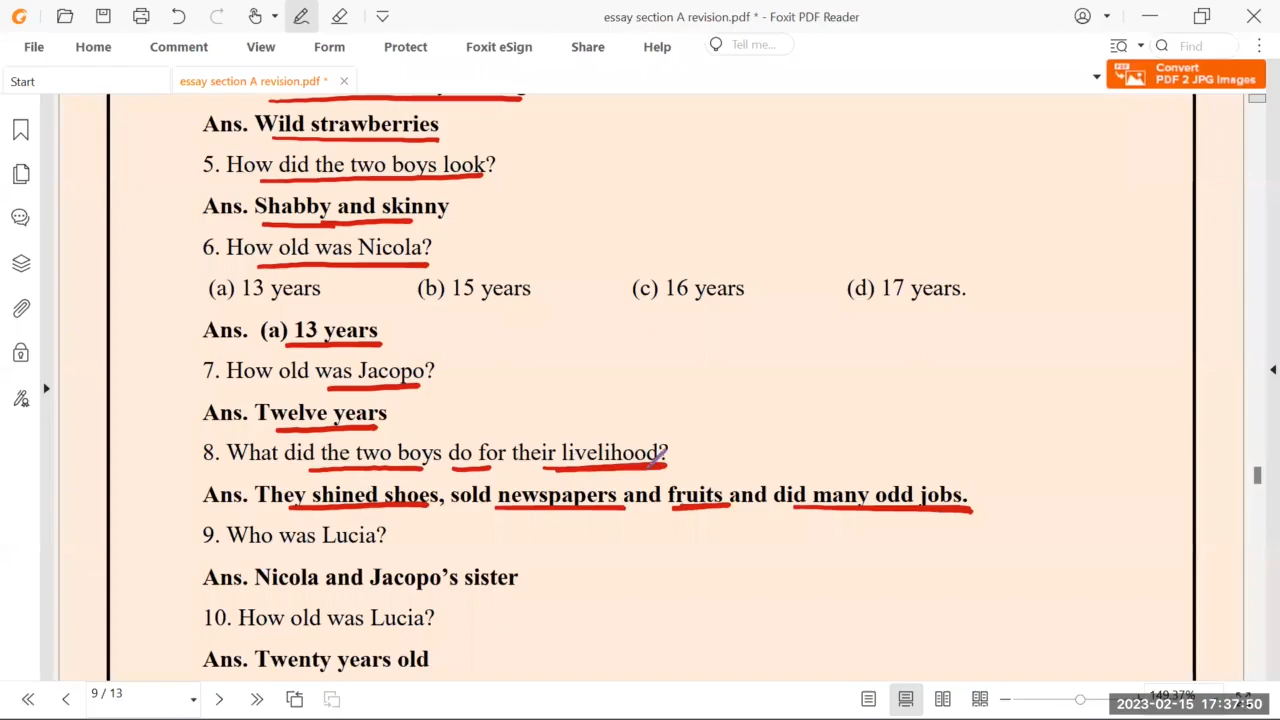 essay section A revision.pdf * - Foxit PDF Reader
File Home Comment View Form Protect Foxit eSign Share Help Tell me... Find
Start essay section A revision.pdf * Convert
PDF 2 JPG Images
Ans. Wild strawberries
5. How did the two boys look?
Ans. Shabby and skinny
6. How old was Nicola?
(a) 13 years (b) 15 years (c) 16 years (d) 17 years.
Ans. (a) 13 years
7. How old was Jacopo?
Ans. Twelve years
8. What did the two boys do for their livelihood?
Ans. They shined shoes, sold newspapers and fruits and did many odd jobs.
9. Who was Lucia?
Ans. Nicola and Jacopo's sister
10. How old was Lucia?
Ans. Twenty years old
9 / 13 149.37%
2023-02-15 17:37:50